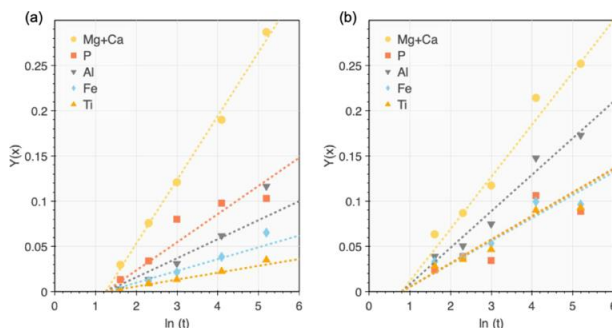 (a)
Mg+Ca
P
Al
Fe
Ti
Y(x)
0.25
0.2
0.15
0.1
0.05
0
0 1 2 3 4 5 6
ln (t)
(b)
Mg+Ca
P
Al
Fe
Ti
Y(x)
0.25
0.2
0.15
0.1
0.05
0
0 1 2 3 4 5 6
ln (t)